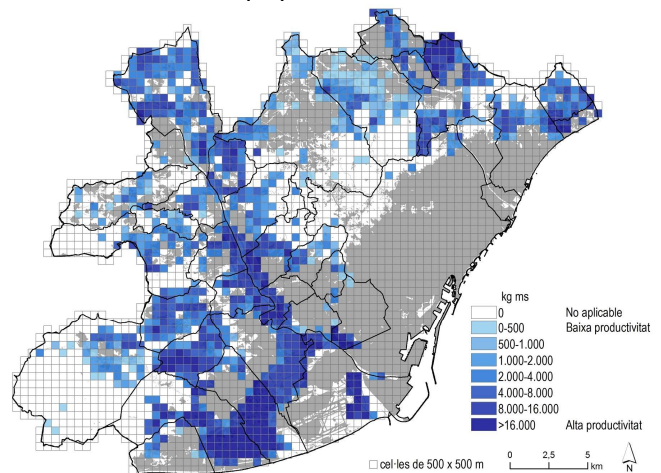 kg ms
0 No aplicable
0-500 Baixa productivitat
500-1.000
1.000-2.000
2.000-4.000
4.000-8.000
8.000-16.000
>16.000 Alta productivitat
cel·les de 500 x 500 m
0 2,5 5
km
N